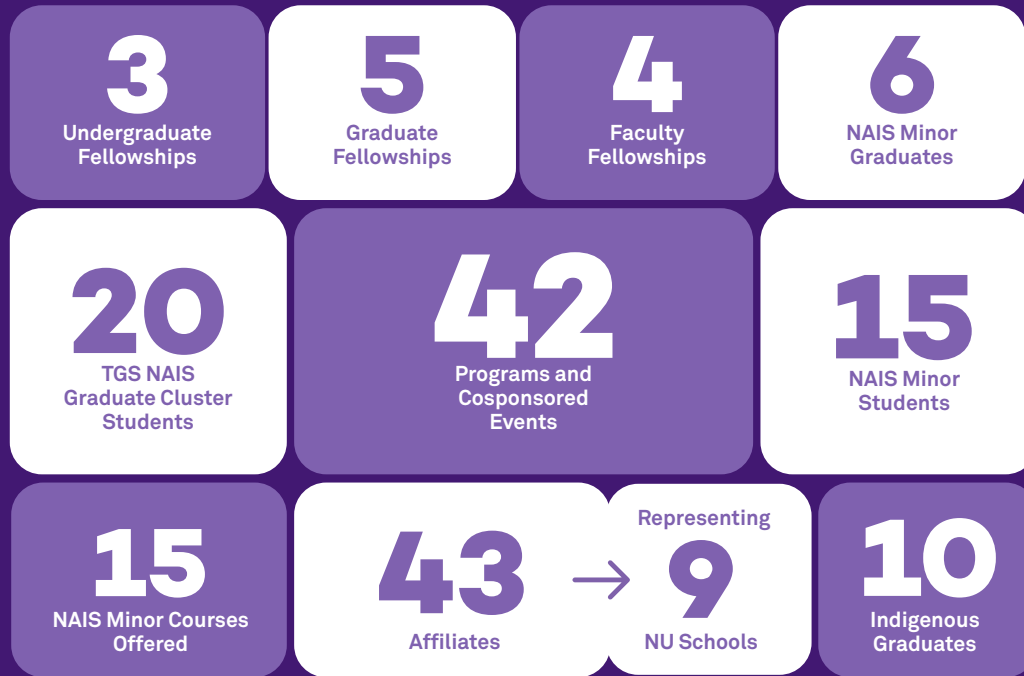 3
Undergraduate
Fellowships
5
Graduate
Fellowships
4
Faculty
Fellowships
6
NAIS Minor
Graduates
20
TGS NAIS
Graduate Cluster
Students
42
Programs and
Cosponsored
Events
15
NAIS Minor
Students
15
NAIS Minor Courses
Offered
43
Affiliates
Representing
9
NU Schools
10
Indigenous
Graduates